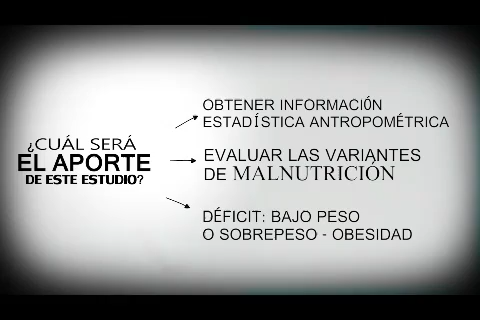 ¿CUÁL SERÁ
EL APORTE
DE ESTE ESTUDIO?
OBTENER INFORMACIÓN
ESTADÍSTICA ANTROPOMÉTRICA
EVALUAR LAS VARIANTES
DE MALNUTRICIÓN
DÉFICIT: BAJO PESO
O SOBREPESO - OBESIDAD